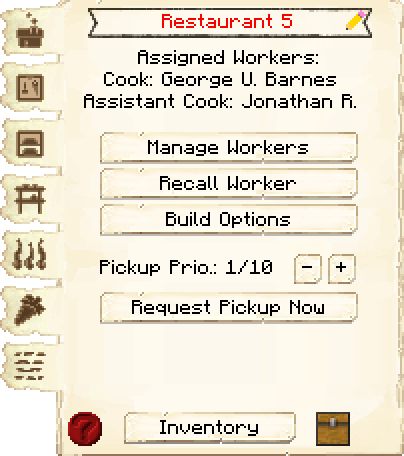 Restaurant 5
Assigned Workers:
Cook: George U. Barnes
Assistant Cook: Jonathan R.
Manage Workers
Recall Worker
Build Options
Pickup Prio.: 1/10 - +
Request Pickup Now
? Inventory